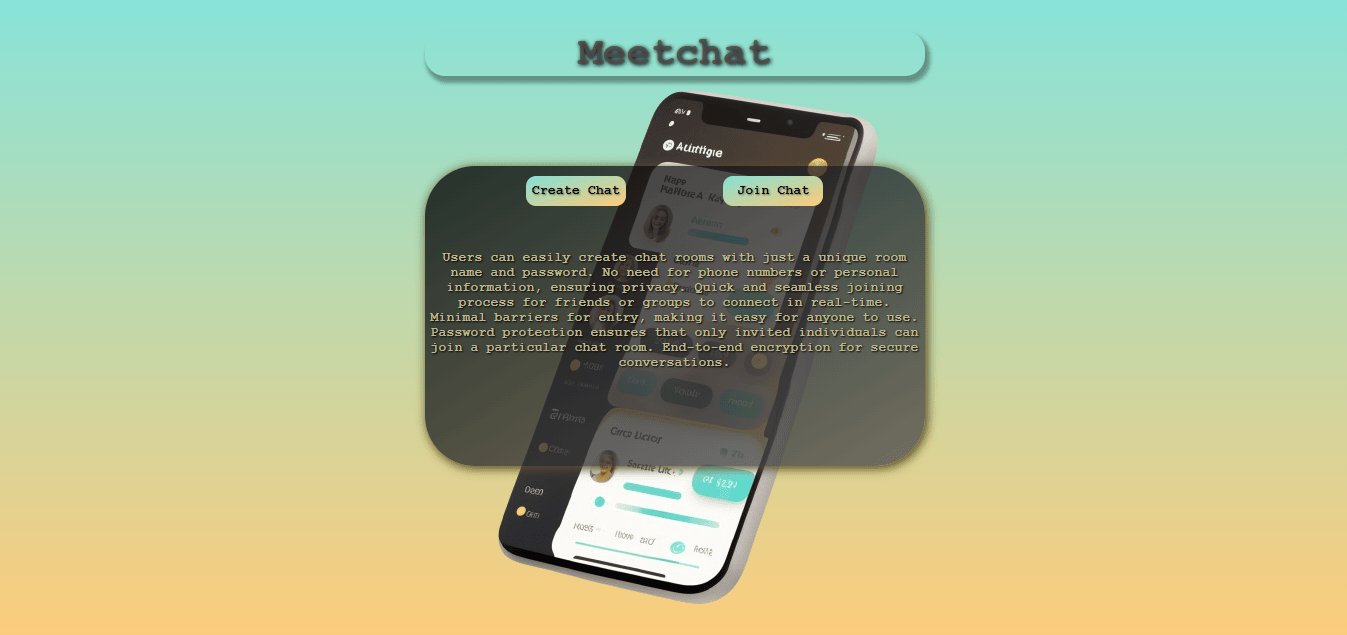 Meetchat
Create Chat
Join Chat
Users can easily create chat rooms with just a unique room
name and password. No need for phone numbers or personal
information, ensuring privacy. Quick and seamless joining
process for friends or groups to connect in real-time.
Minimal barriers for entry, making it easy for anyone to use.
Password protection ensures that only invited individuals can
join a particular chat room. End-to-end encryption for secure
conversations.